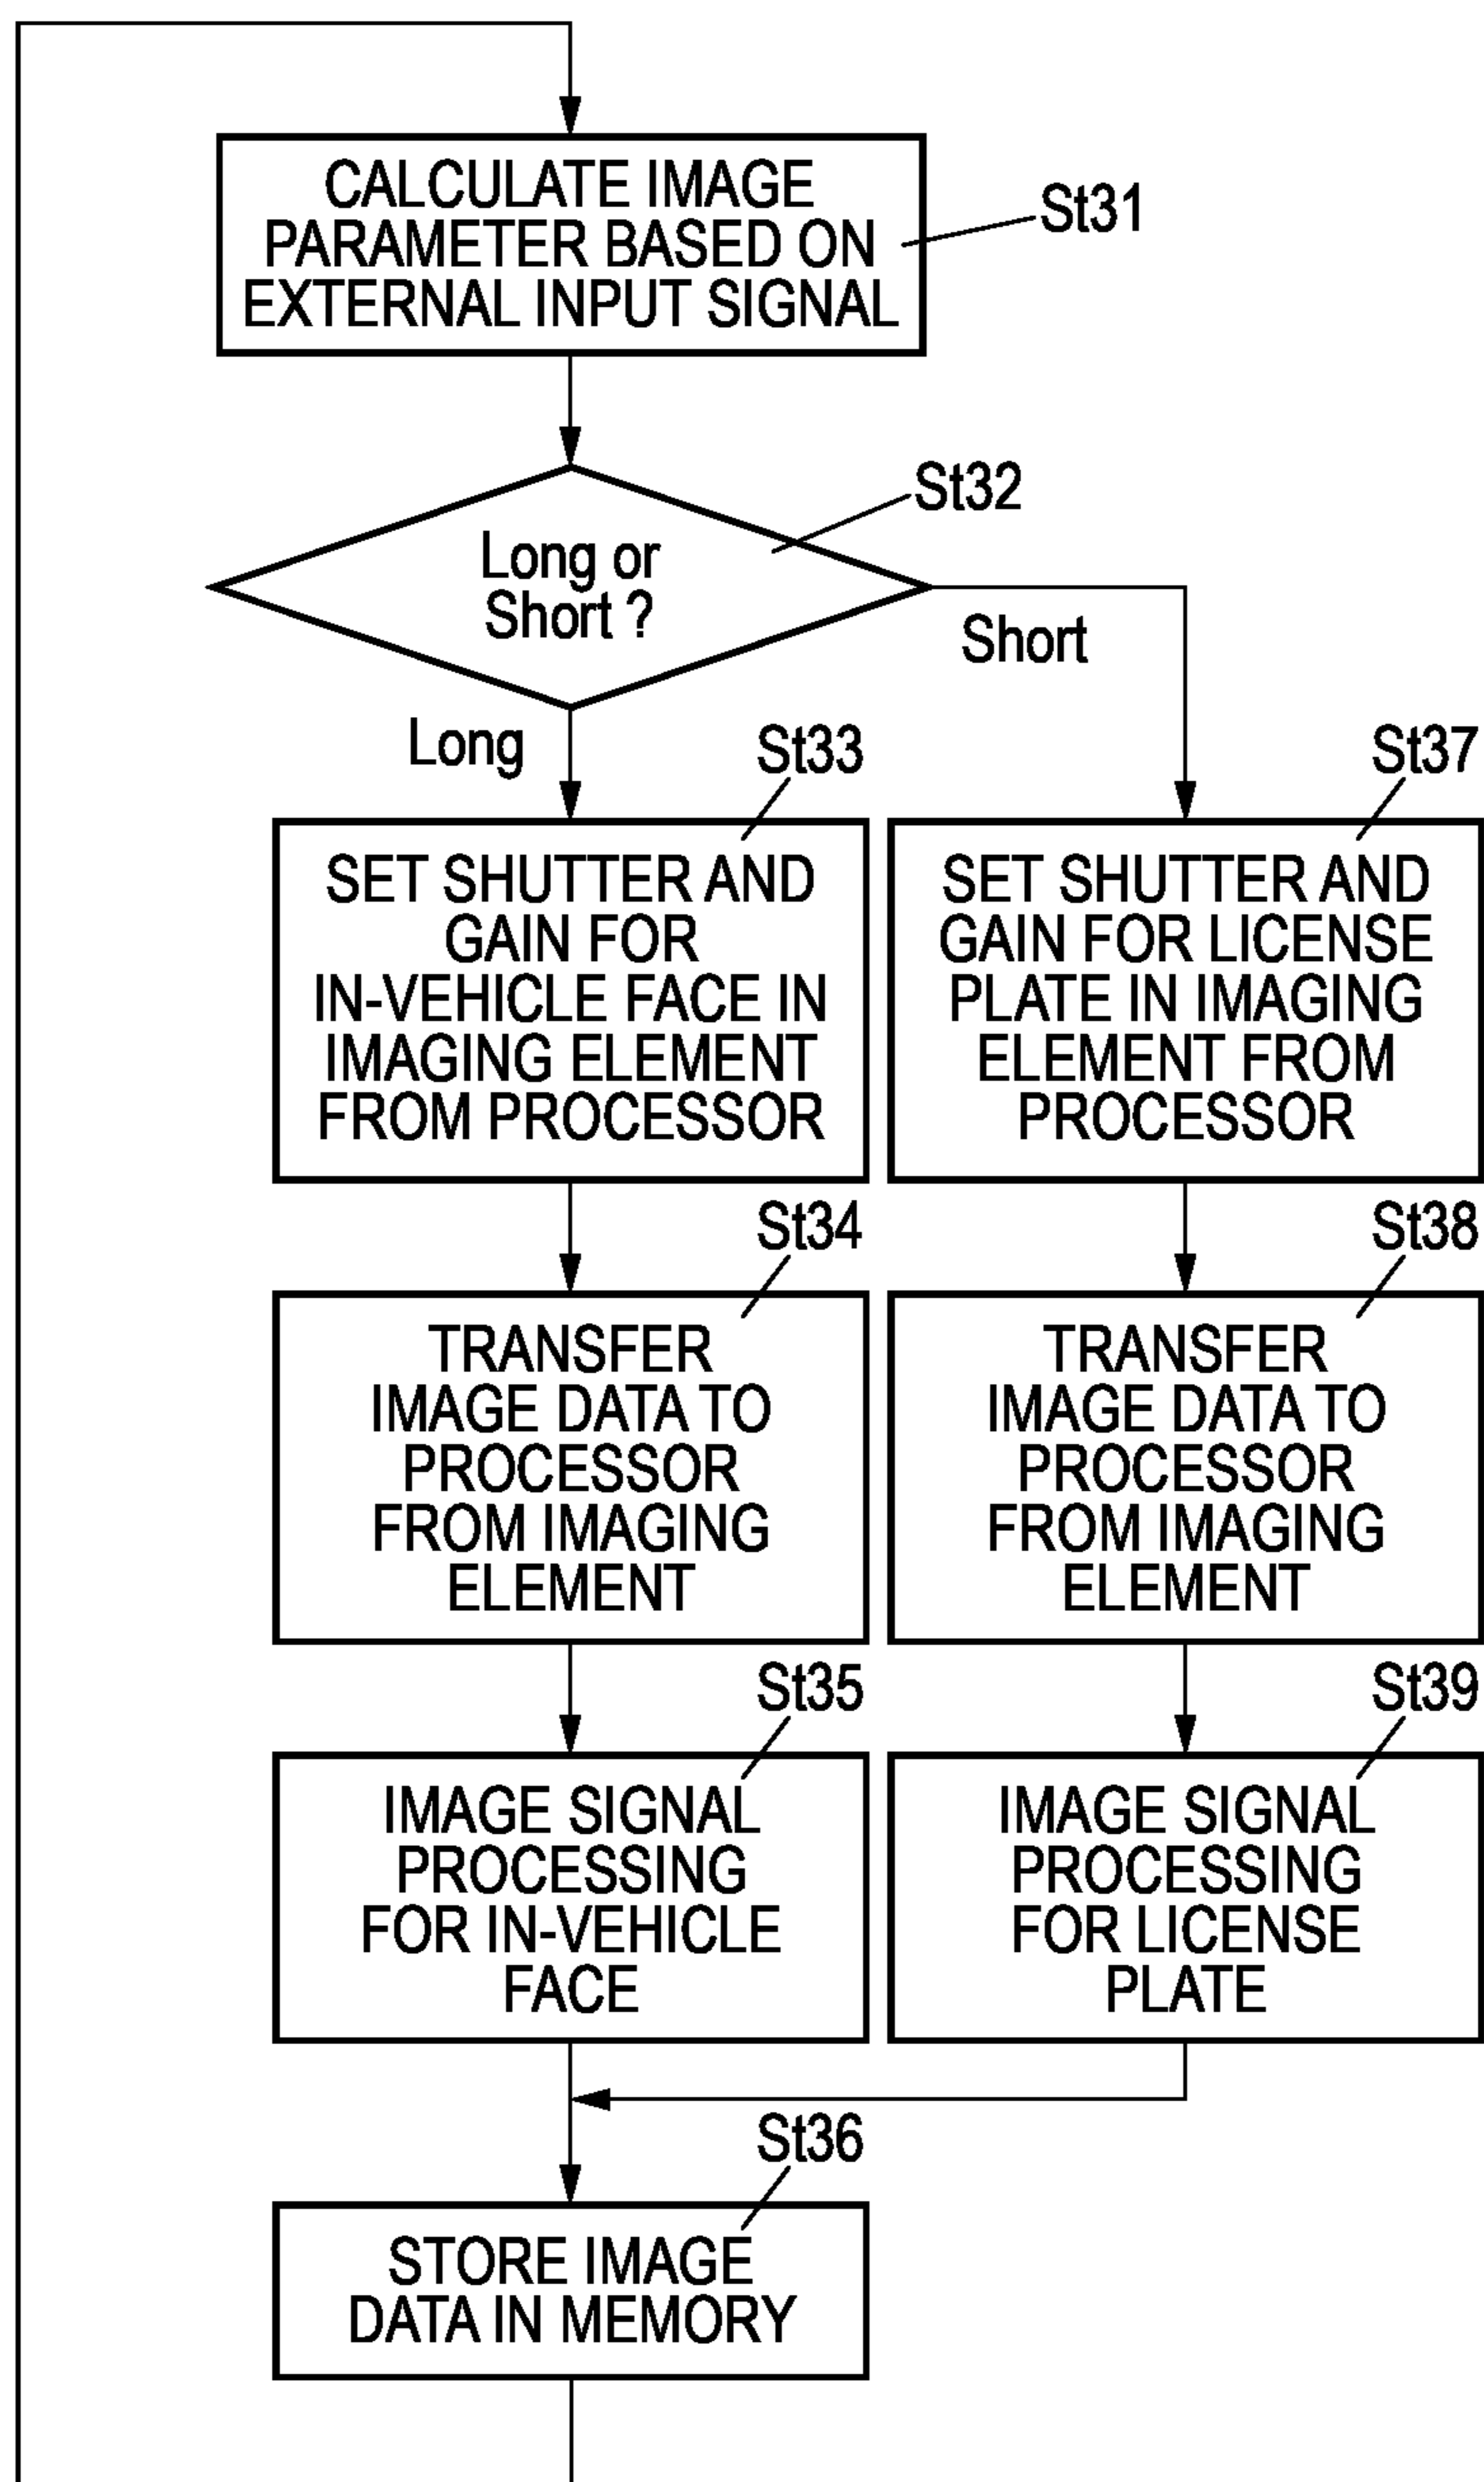 CALCULATE IMAGE
PARAMETER BASED ON
EXTERNAL INPUT SIGNAL
St31
St32
Long or
Short ?
Short
Long
St33
SET SHUTTER AND
GAIN FOR
IN-VEHICLE FACE IN
IMAGING ELEMENT
FROM PROCESSOR
St37
SET SHUTTER AND
GAIN FOR LICENSE
PLATE IN IMAGING
ELEMENT FROM
PROCESSOR
St34
TRANSFER
IMAGE DATA TO
PROCESSOR
FROM IMAGING
ELEMENT
St38
TRANSFER
IMAGE DATA TO
PROCESSOR
FROM IMAGING
ELEMENT
St35
IMAGE SIGNAL
PROCESSING
FOR IN-VEHICLE
FACE
St39
IMAGE SIGNAL
PROCESSING
FOR LICENSE
PLATE
St36
STORE IMAGE
DATA IN MEMORY